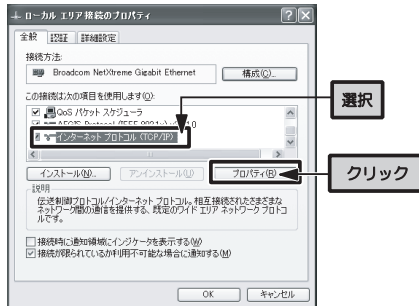 ローカル エリア接続のプロパティ
全般 認証 詳細設定
接続方法:
Broadcom NetXtreme Gigabit Ethernet
構成(C)...
この接続は次の項目を使用します(O):
QoS パケット スケジューラ
AEGIS Protocol (IEEE 802.1x) v 1.0
インターネット プロトコル (TCP/IP)
選択
インストール(N)... アンインストール(U) プロパティ(R)
クリック
説明
伝送制御プロトコル/インターネット プロトコル。相互接続されたさまざまな
ネットワーク間の通信を提供する、既定のワイド エリア ネットワーク プロトコ
ルです。
接続時に通知領域にインジケータを表示する(W)
接続が限られているか利用不可能な場合に通知する(M)
OK キャンセル